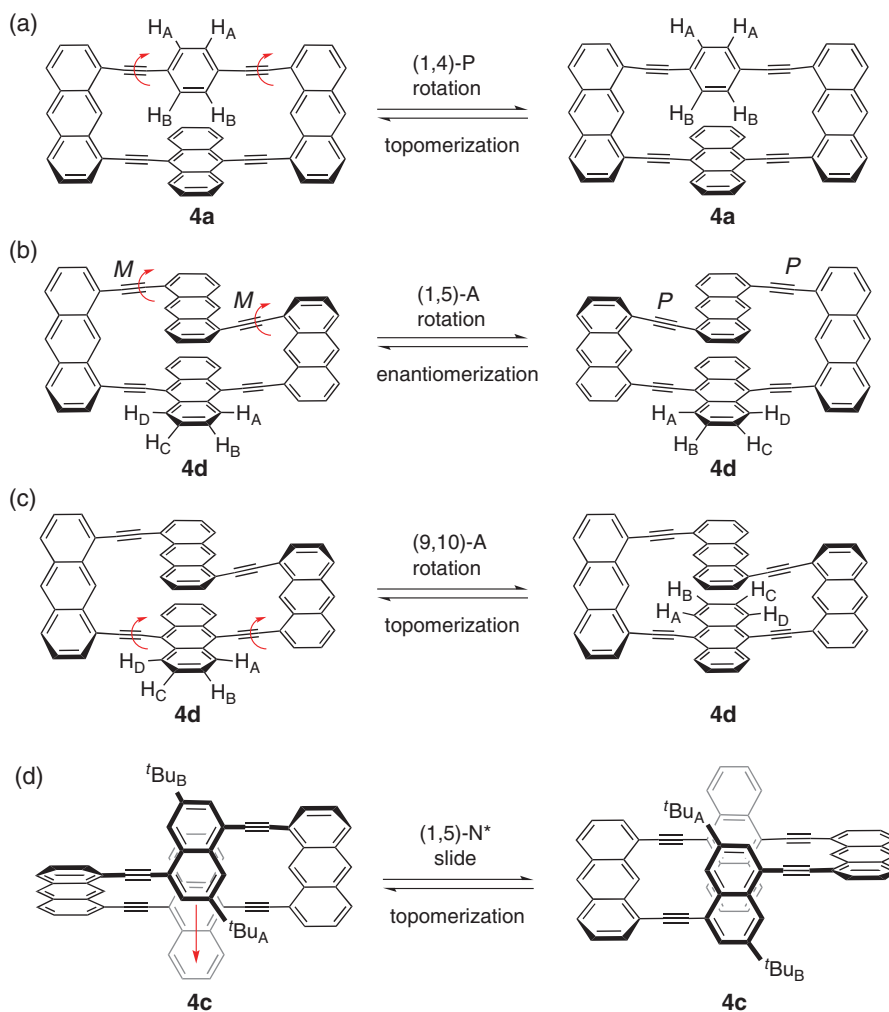 (a)
H_A H_A
H_B H_B
4a
(1,4)-P
rotation
topomerization
H_A H_A
H_B H_B
4a
(b)
M
M
H_D H_A
H_C H_B
4d
(1,5)-A
rotation
enantiomerization
P
P
H_A H_D
H_B H_C
4d
(c)
H_D H_A
H_C H_B
4d
(9,10)-A
rotation
topomerization
H_B H_C
H_A H_D
4d
(d)
ᵗBu_B
ᵗBu_A
4c
(1,5)-N*
slide
topomerization
ᵗBu_A
ᵗBu_B
4c